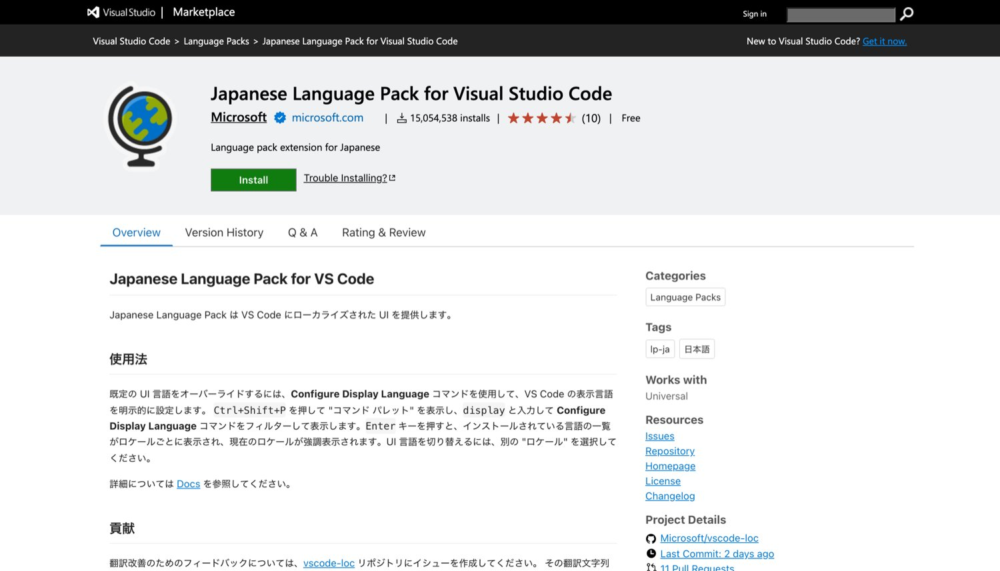 Visual Studio | Marketplace
Sign in
Visual Studio Code > Language Packs > Japanese Language Pack for Visual Studio Code
New to Visual Studio Code? Get it now.
Japanese Language Pack for Visual Studio Code
Microsoft microsoft.com | 15,054,538 installs | (10) | Free
Language pack extension for Japanese
Install
Trouble Installing?
Overview
Version History
Q & A
Rating & Review
Japanese Language Pack for VS Code
Japanese Language Pack は VS Code にローカライズされた UI を提供します。
使用法
既定の UI 言語をオーバーライドするには、Configure Display Language コマンドを使用して、VS Code の表示言語
を明示的に設定します。 Ctrl+Shift+P を押して "コマンド パレット" を表示し、display と入力して Configure
Display Language コマンドをフィルターして表示します。Enter キーを押すと、インストールされている言語の一覧
がロケールごとに表示され、現在のロケールが強調表示されます。UI 言語を切り替えるには、別の "ロケール" を選択して
ください。
詳細については Docs を参照してください。
貢献
翻訳改善のためのフィードバックについては、vscode-loc リポジトリにイシューを作成してください。 その翻訳文字列
Categories
Language Packs
Tags
lp-ja
日本語
Works with
Universal
Resources
Issues
Repository
Homepage
License
Changelog
Project Details
Microsoft/vscode-loc
Last Commit: 2 days ago
11 Pull Requests